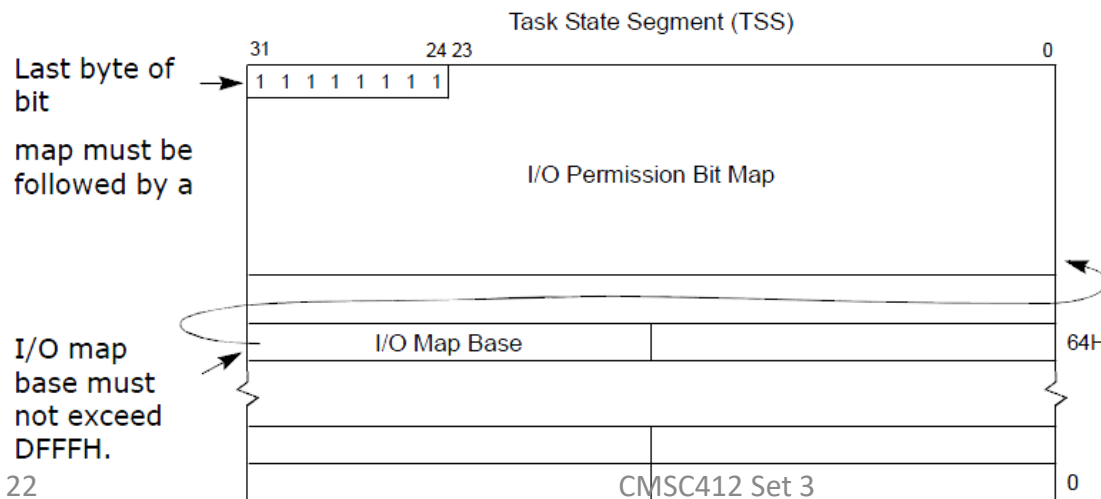 Task State Segment (TSS)
31 24 23 0
Last byte of
bit
1 1 1 1 1 1 1 1
map must be
followed by a
I/O Permission Bit Map
I/O map
base must
not exceed
DFFFH.
I/O Map Base
64H
0
22
CMSC412 Set 3